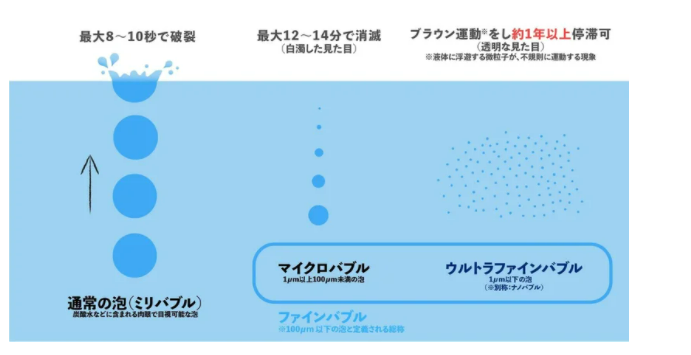 最大8〜10秒で破裂
最大12〜14分で消滅
（白濁した見た目）
ブラウン運動※をし約1年以上停滞可
（透明な見た目）
※液体に浮遊する微粒子が、不規則に運動する現象
マイクロバブル
1μm以上100μm未満の泡
ウルトラファインバブル
1μm以下の泡
（※別称：ナノバブル）
通常の泡（ミリバブル）
炭酸水などに含まれる肉眼で目視可能な泡
ファインバブル
※100μm 以下の泡と定義される総称